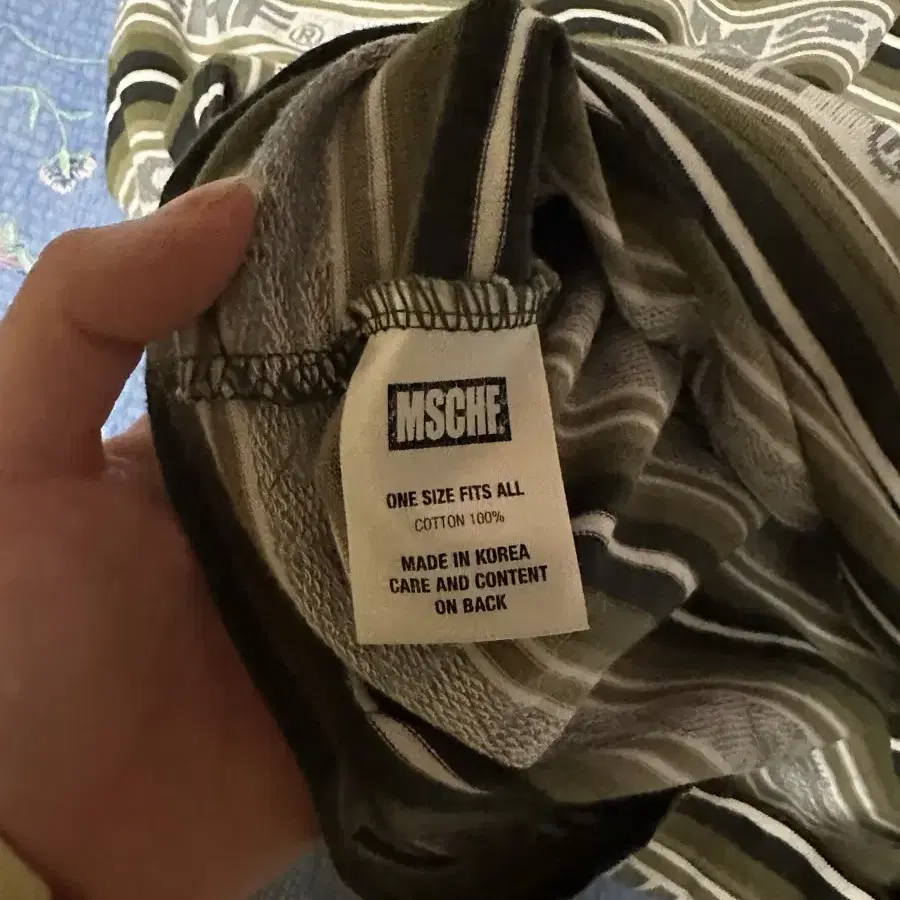 MSCHF.
ONE SIZE FITS ALL
COTTON 100%
MADE IN KOREA
CARE AND CONTENT
ON BACK